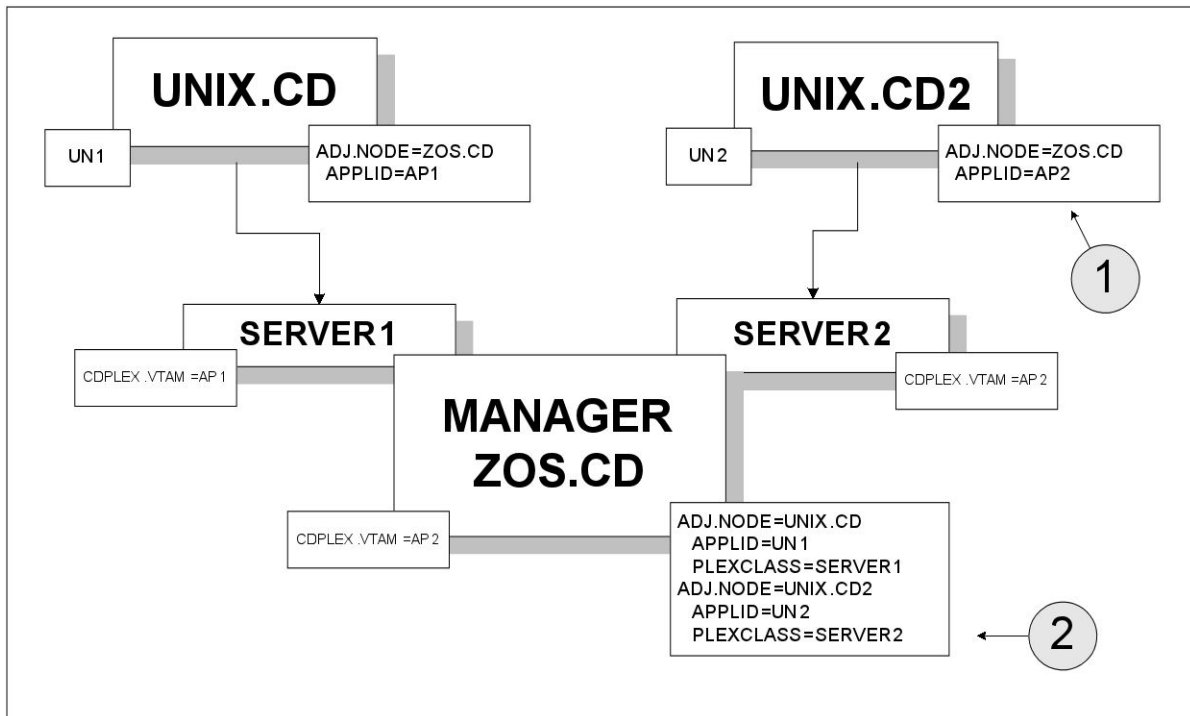 UNIX.CD
UN1
ADJ.NODE=ZOS.CD
APPLID=AP1
UNIX.CD2
UN2
ADJ.NODE=ZOS.CD
APPLID=AP2
1
SERVER1
CDPLEX .VTAM =AP1
SERVER2
CDPLEX .VTAM =AP2
MANAGER
ZOS.CD
CDPLEX .VTAM =AP2
ADJ.NODE=UNIX.CD
APPLID=UN1
PLEXCLASS=SERVER1
ADJ.NODE=UNIX.CD2
APPLID=UN2
PLEXCLASS=SERVER2
2